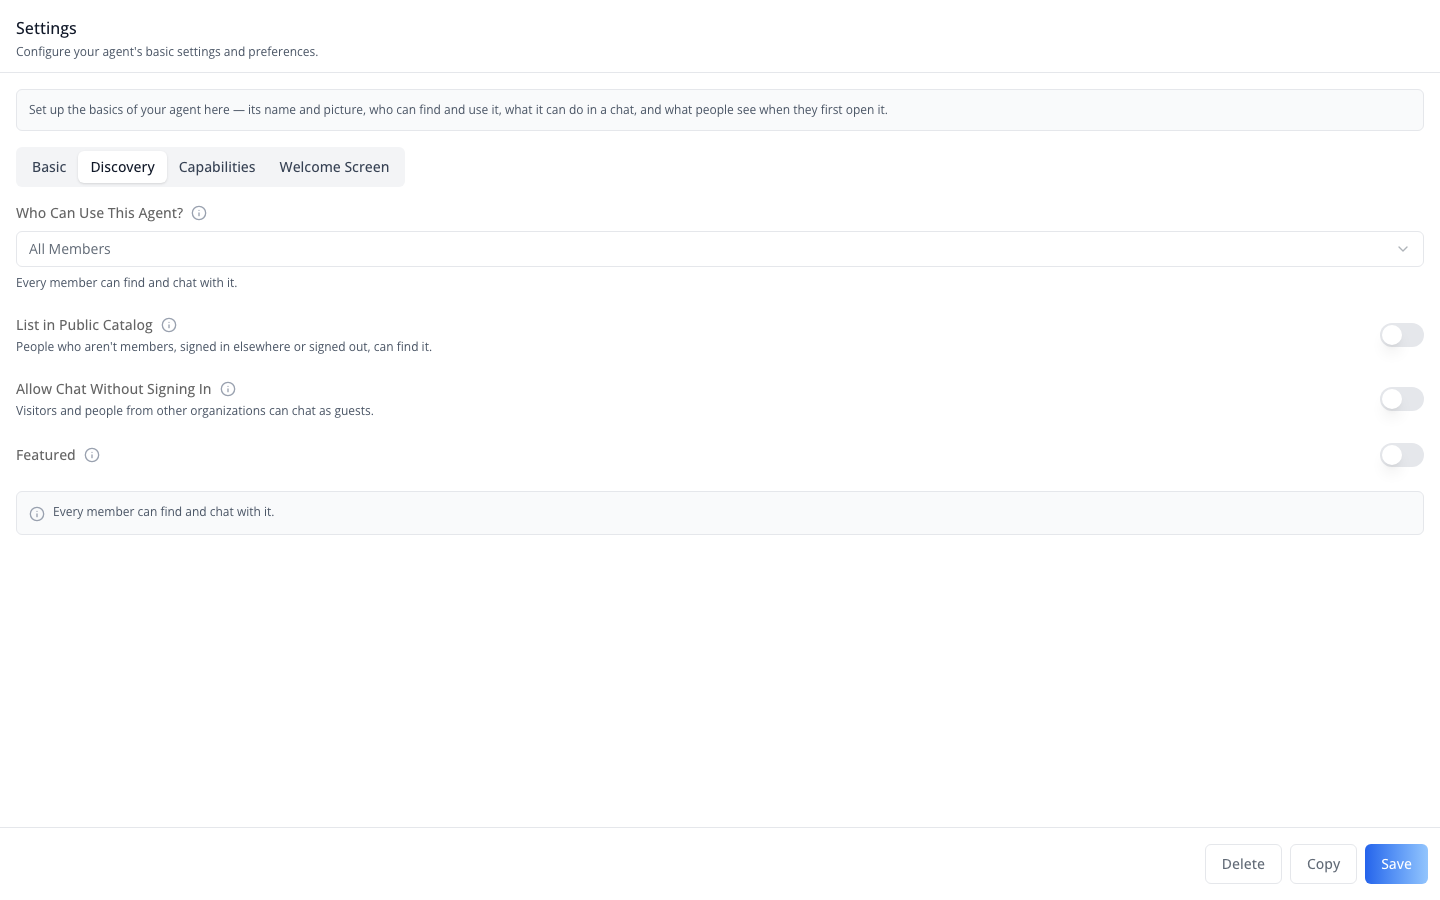 Settings
Configure your agent's basic settings and preferences.
Set up the basics of your agent here — its name and picture, who can find and use it, what it can do in a chat, and what people see when they first open it.
Basic
Discovery
Capabilities
Welcome Screen
Who Can Use This Agent?
All Members
Every member can find and chat with it.
List in Public Catalog
People who aren't members, signed in elsewhere or signed out, can find it.
Allow Chat Without Signing In
Visitors and people from other organizations can chat as guests.
Featured
Every member can find and chat with it.
Delete
Copy
Save